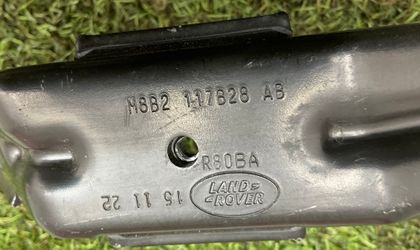 M8B2 117B28 AB
R80BA
LAND-
ROVER
15 11 22